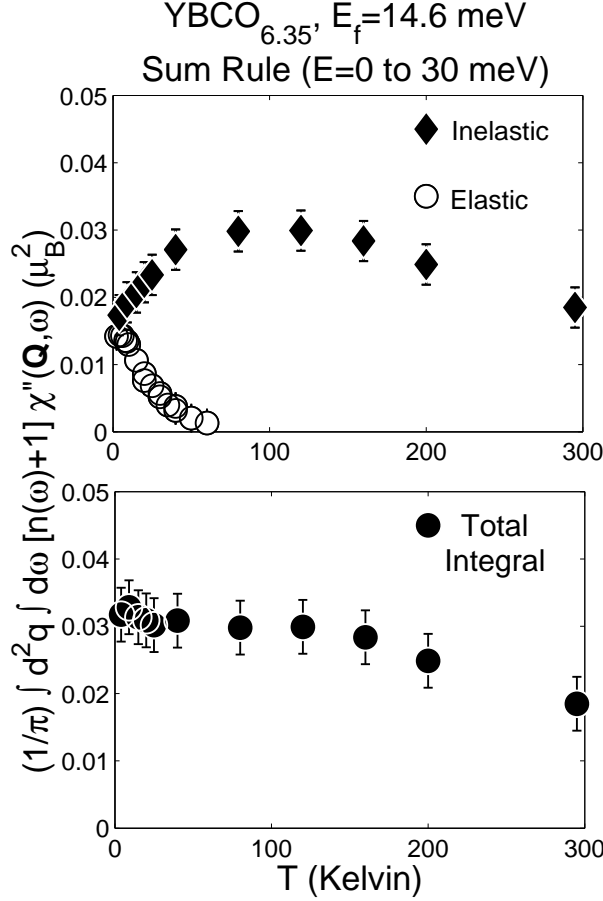 YBCO₆.₃₅, E_f=14.6 meV
Sum Rule (E=0 to 30 meV)
(1/π) ∫ d²q ∫ dω [n(ω)+1] χ"(Q,ω) (μ_B²)
0.05
0.04
0.03
0.02
0.01
0
Inelastic
Elastic
0
100
200
300
0.05
0.04
0.03
0.02
0.01
0
Total
Integral
0
100
200
300
T (Kelvin)